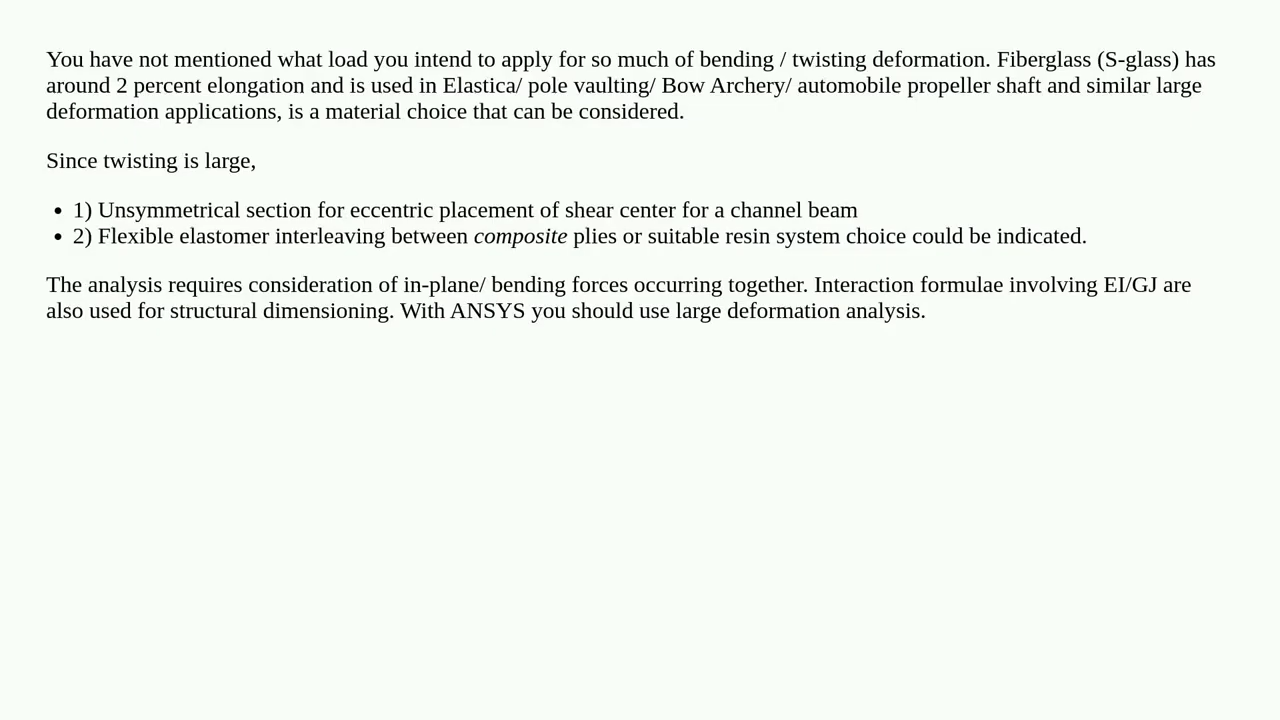 You have not mentioned what load you intend to apply for so much of bending / twisting deformation. Fiberglass (S-glass) has
around 2 percent elongation and is used in Elastica/ pole vaulting/ Bow Archery/ automobile propeller shaft and similar large
deformation applications, is a material choice that can be considered.
Since twisting is large,
• 1) Unsymmetrical section for eccentric placement of shear center for a channel beam
• 2) Flexible elastomer interleaving between composite plies or suitable resin system choice could be indicated.
The analysis requires consideration of in-plane/ bending forces occurring together. Interaction formulae involving EI/GJ are
also used for structural dimensioning. With ANSYS you should use large deformation analysis.